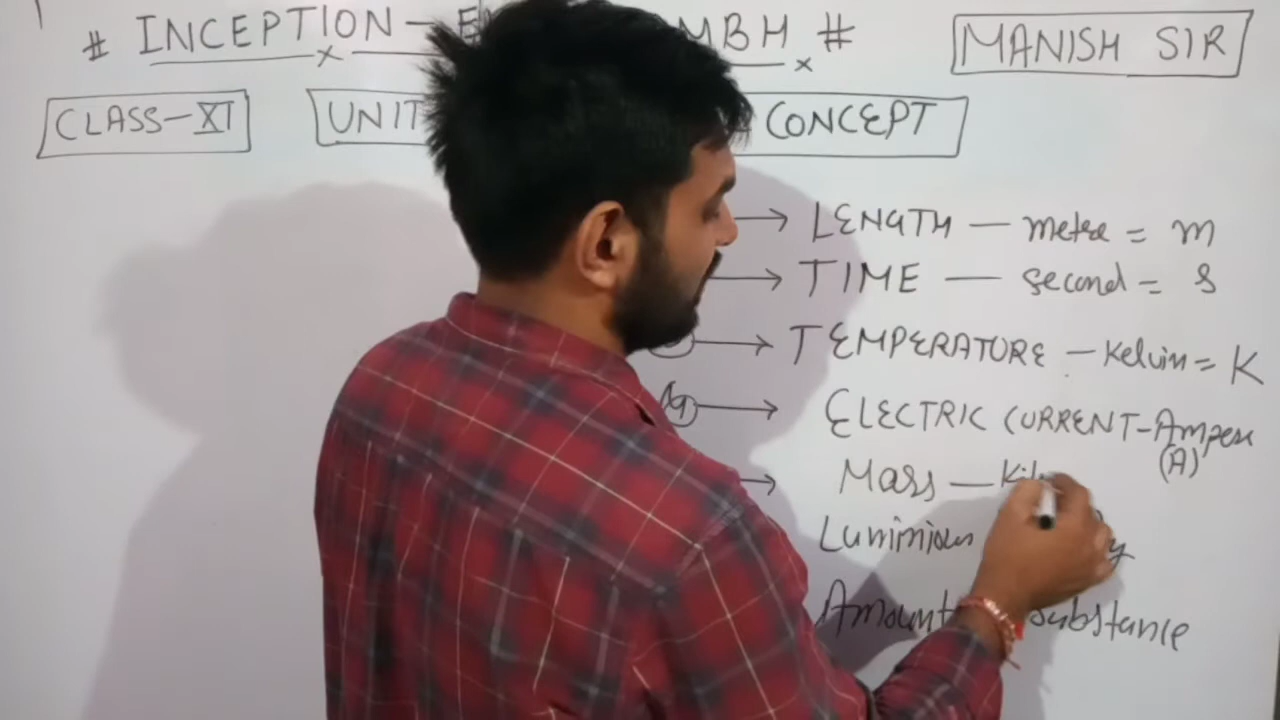 # INCEPTION - MBH #
MANISH SIR
CLASS-XI
UNIT CONCEPT
→ LENGTH — metre = m
→ TIME — second = s
→ TEMPERATURE — Kelvin = K
→ ELECTRIC CURRENT - Ampere
(A)
→ Mass — Kil
Luminious
Amount substance